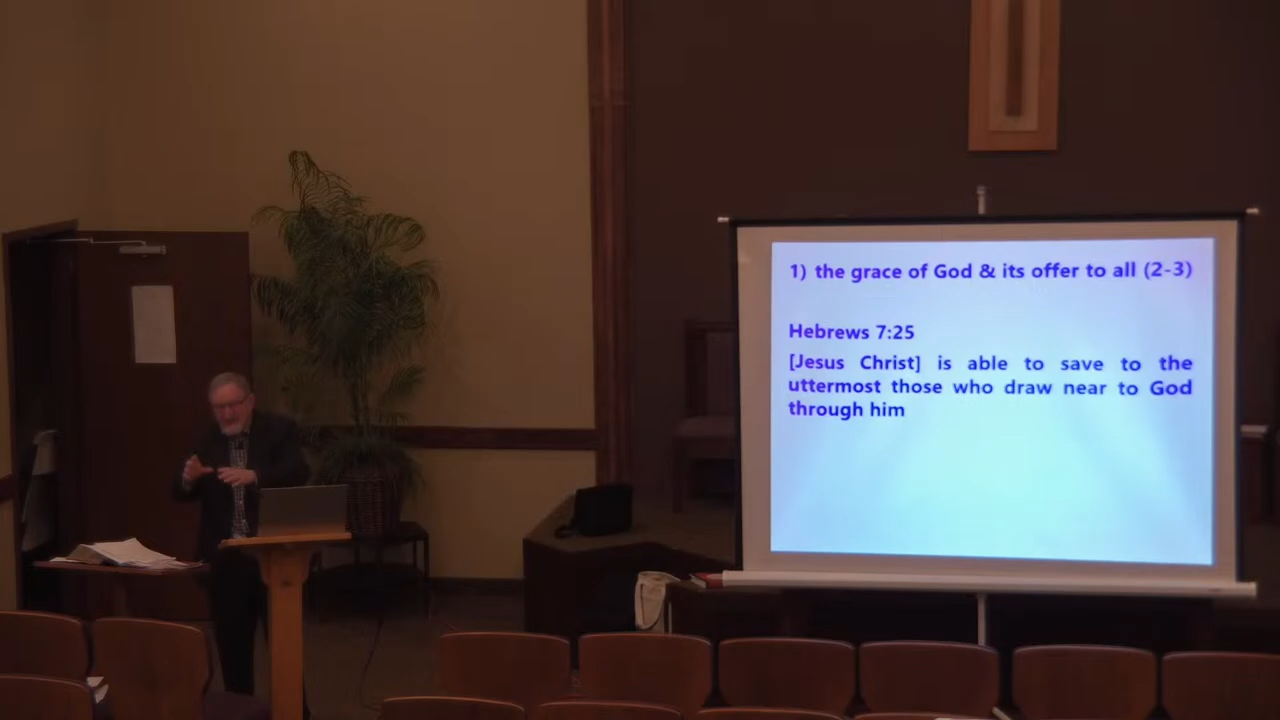 1) the grace of God & its offer to all (2-3)
Hebrews 7:25
[Jesus Christ] is able to save to the
uttermost those who draw near to God
through him